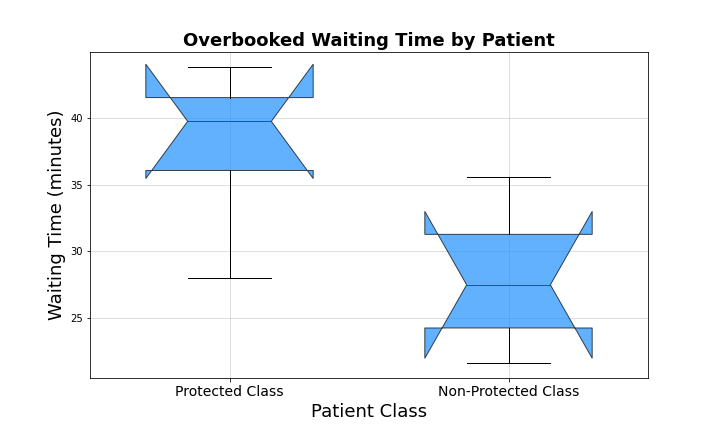 Overbooked Waiting Time by Patient
Waiting Time (minutes)
40
35
30
25
Protected Class
Non-Protected Class
Patient Class